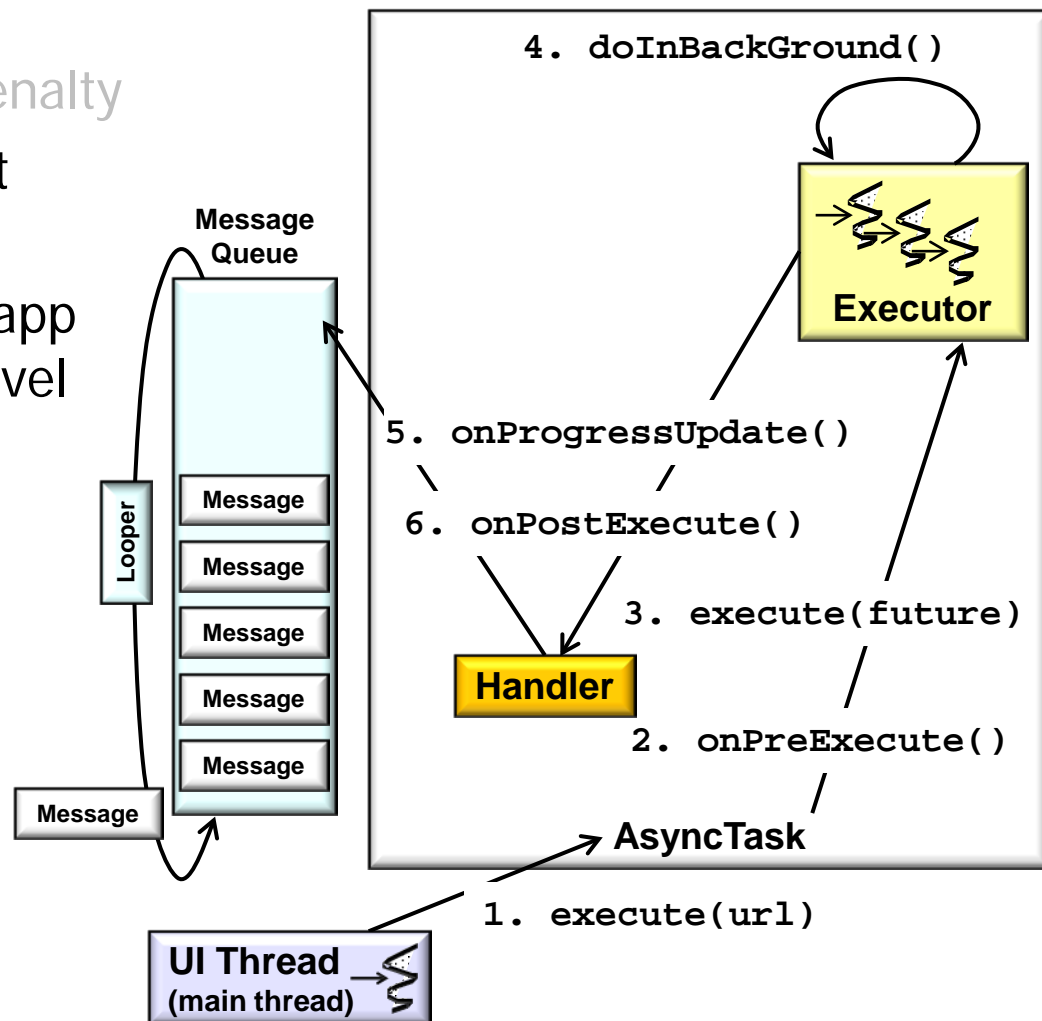 4. doInBackGround()
enalty
t
Message
Queue
app
vel
Executor
5. onProgressUpdate()
Message
6. onPostExecute()
Looper
Message
Message
3. execute(future)
Handler
Message
2. onPreExecute()
Message
Message
AsyncTask
1. execute(url)
UI Thread
(main thread)